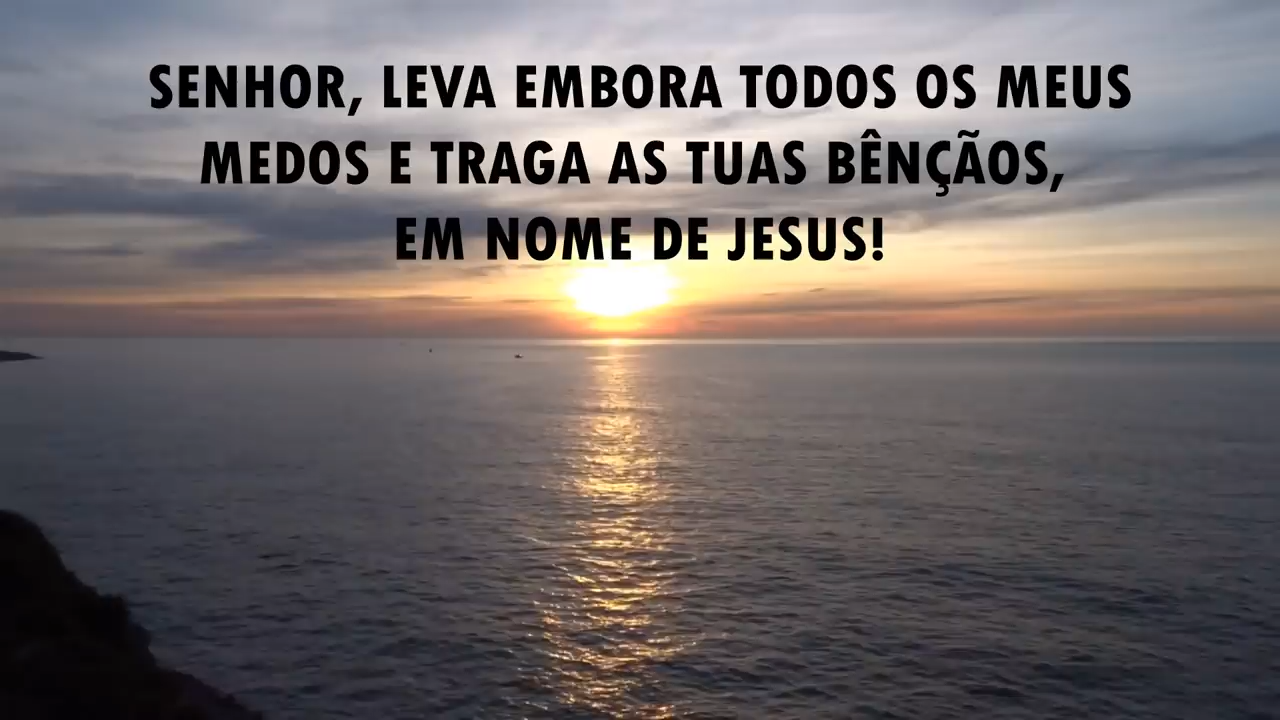 SENHOR, LEVA EMBORA TODOS OS MEUS
MEDOS E TRAGA AS TUAS BÊNÇÃOS,
EM NOME DE JESUS!